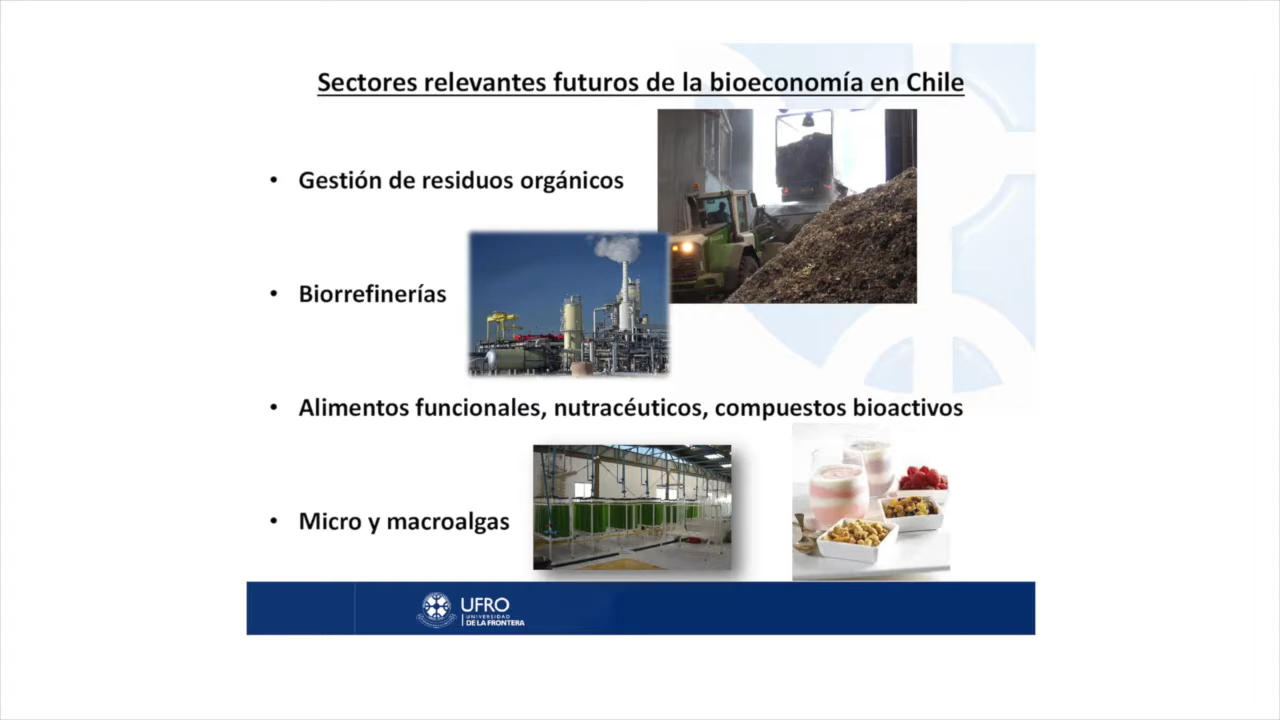 Sectores relevantes futuros de la bioeconomía en Chile
• Gestión de residuos orgánicos
• Biorrefinerías
• Alimentos funcionales, nutracéuticos, compuestos bioactivos
• Micro y macroalgas
UFRO
UNIVERSIDAD
DE LA FRONTERA